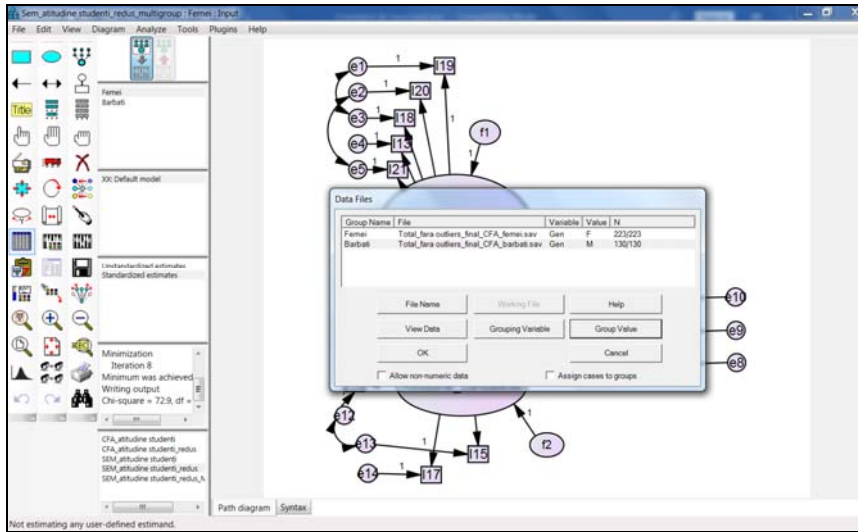 Sem_atitudine studenti_redus_multigroup : Femei : Input
File Edit View Diagram Analyze Tools Plugins Help
Title
Femei
Barbati
XX: Default model
Unstandardized estimates
Standardized estimates
Minimization
Iteration 8
Minimum was achieved
Writing output
Chi-square = 72.9, df =
CFA_atitudine studenti
CFA_atitudine studenti_redus
SEM_atitudine studenti
SEM_atitudine studenti_redus
SEM_atitudine studenti_redus_
Path diagram Syntax
Not estimating any user-defined estimand.
e1 1 I19
e2 1 I20
e3 1 I18
e4 1 I13
e5 1 I21
1
f1
1
Data Files
Group Name File Variable Value N
Femei Total_fara outliers_final_CFA_femei.sav Gen F 223/223
Barbati Total_fara outliers_final_CFA_barbati.sav Gen M 130/130
File Name Working File Help
View Data Grouping Variable Group Value
OK Cancel
Allow non-numeric data Assign cases to groups
e10
e9
e8
e12
e13 1 I15
e14 1 I17
1
f2